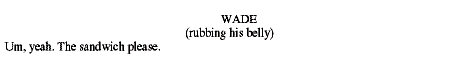 WADE
(rubbing his belly)
Um, yeah. The sandwich please.